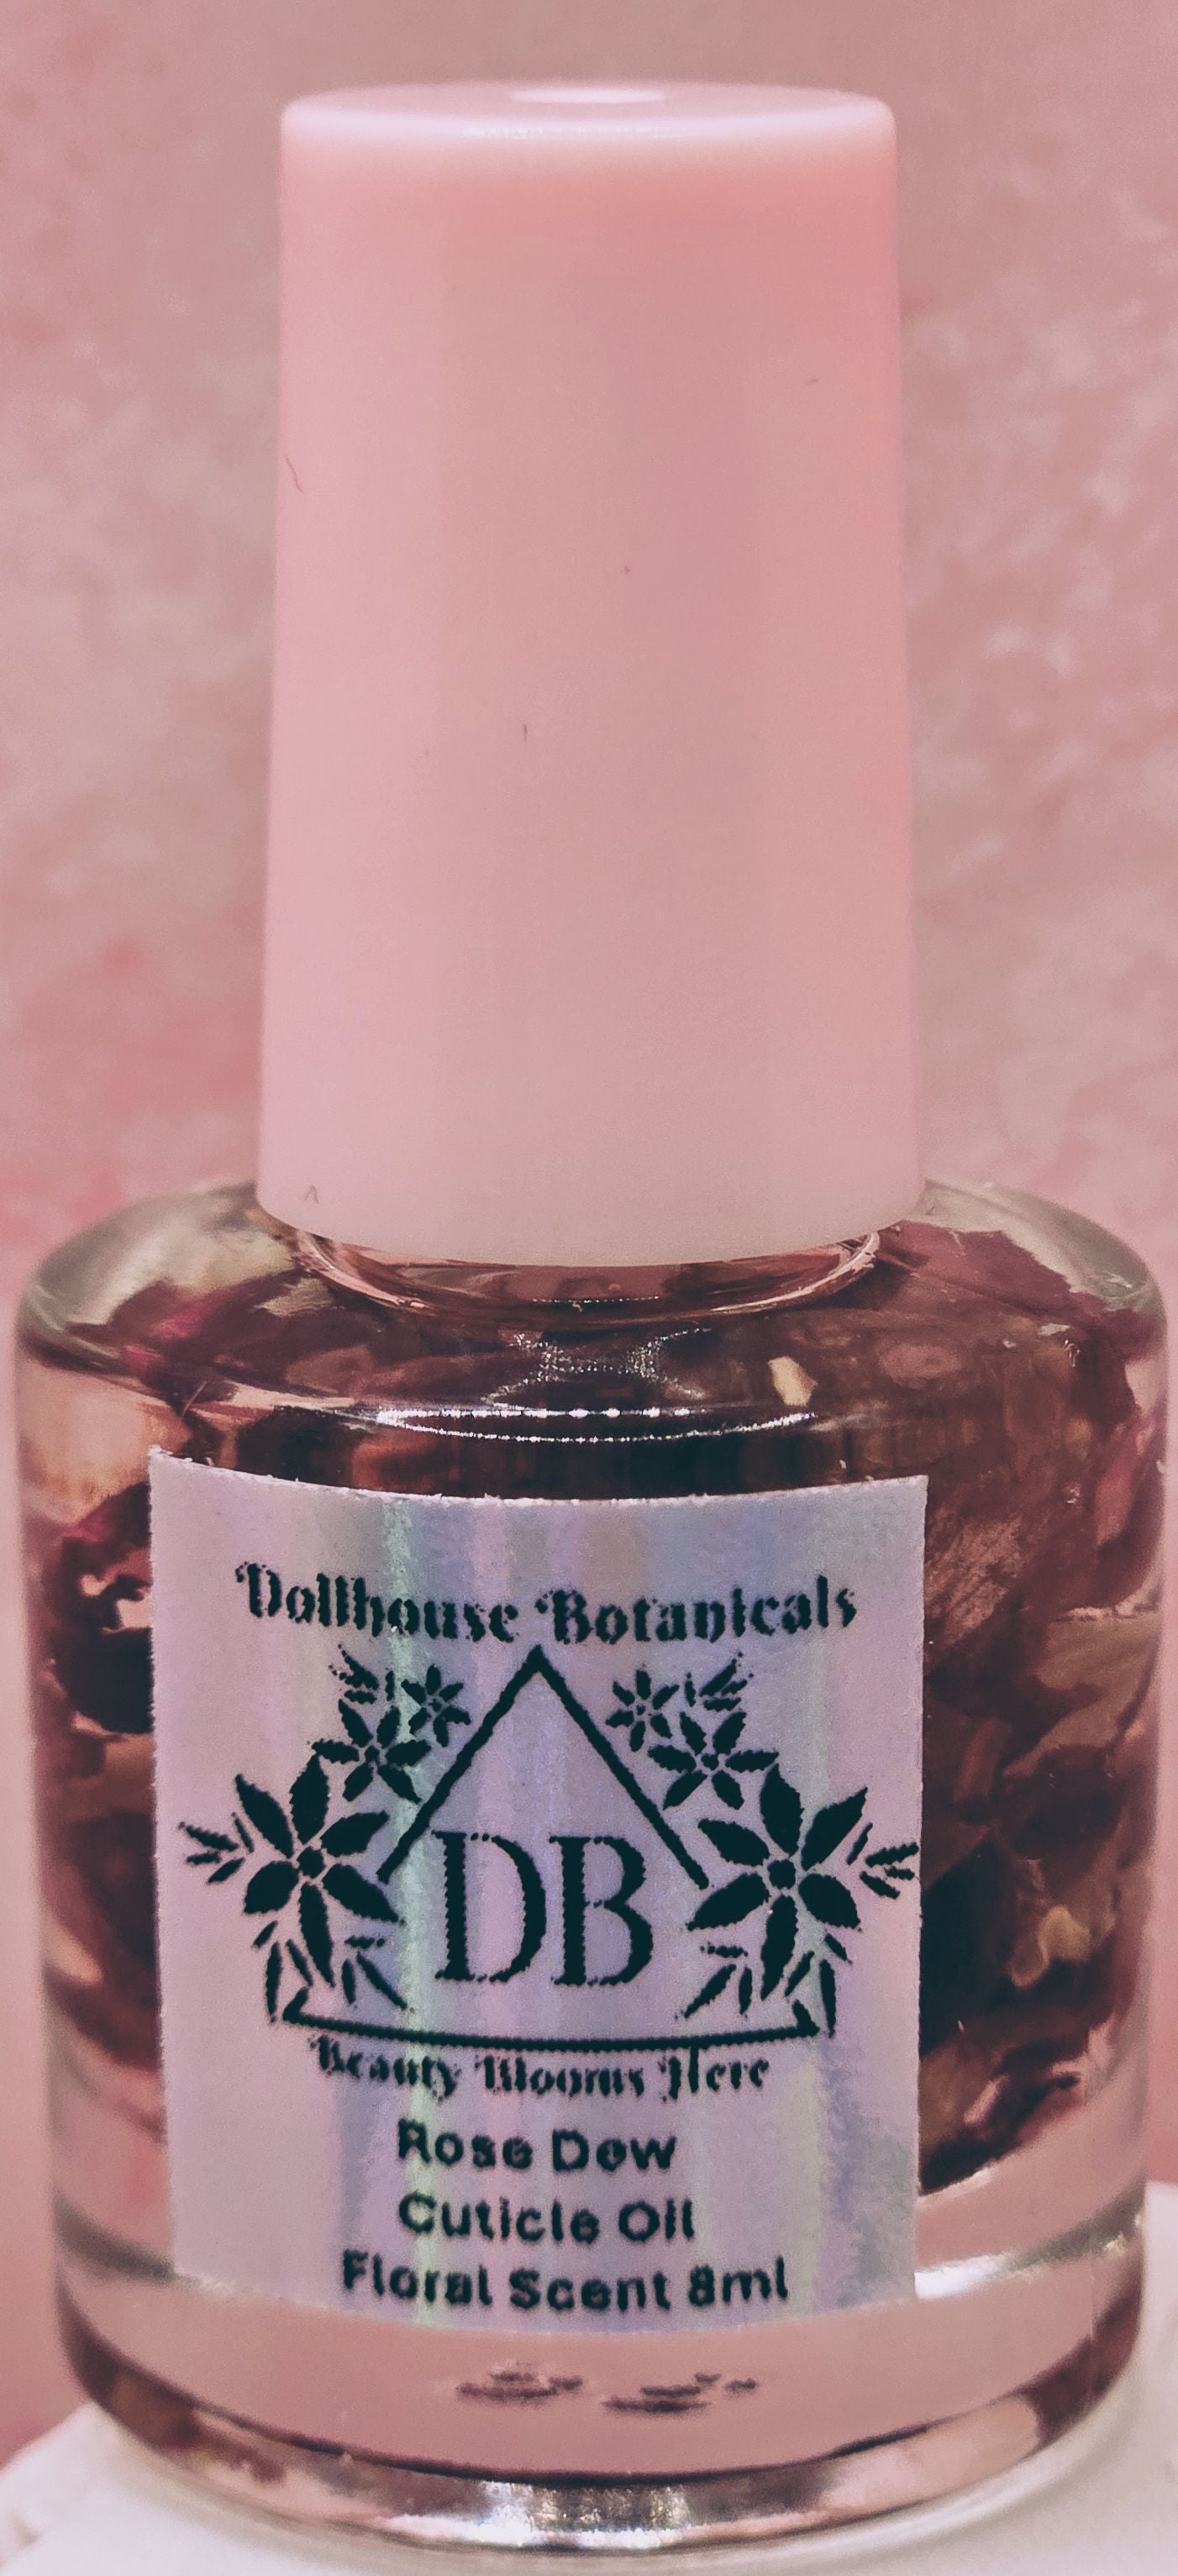 Dollhouse Botanicals
DB
Beauty Blooms Here
Rose Dew
Cuticle Oil
Floral Scent 8ml